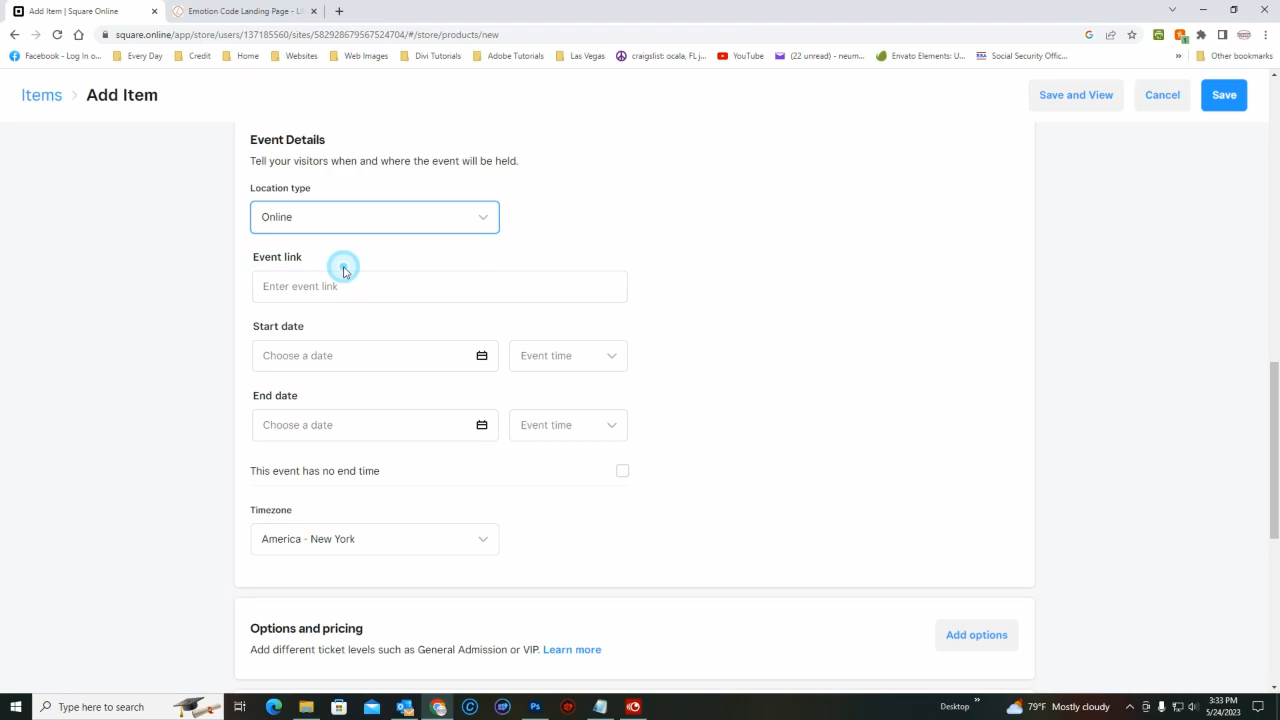 Add Item | Square Online
Emotion Code Landing Page - Li
square.online/app/store/users/137185560/sites/582928679567524704/#/store/products/new
Facebook - Log In o...
Every Day
Credit
Home
Websites
Web Images
Divi Tutorials
Adobe Tutorials
Las Vegas
craigslist: ocala, FL j...
YouTube
(22 unread) - neum...
Envato Elements: U...
Social Security Offic...
»
Other bookmarks
Items > Add Item
Save and View
Cancel
Save
Event Details
Tell your visitors when and where the event will be held.
Location type
Online
Event link
Enter event link
Start date
Choose a date
Event time
End date
Choose a date
Event time
This event has no end time
Timezone
America - New York
Options and pricing
Add different ticket levels such as General Admission or VIP. Learn more
Add options
Type here to search
Desktop
»
79°F Mostly cloudy
3:33 PM
5/24/2023